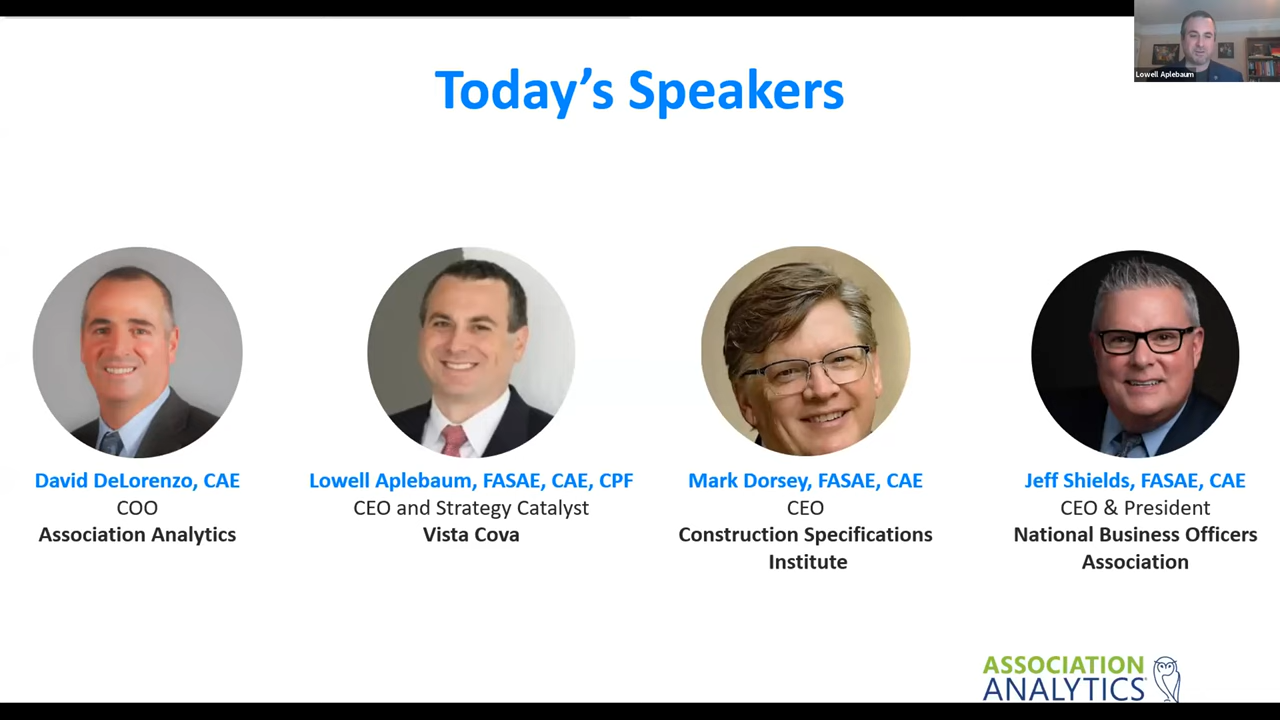 Lowell Aplebaum
Today's Speakers
David DeLorenzo, CAE
COO
Association Analytics
Lowell Aplebaum, FASAE, CAE, CPF
CEO and Strategy Catalyst
Vista Cova
Mark Dorsey, FASAE, CAE
CEO
Construction Specifications
Institute
Jeff Shields, FASAE, CAE
CEO & President
National Business Officers
Association
ASSOCIATION
ANALYTICS